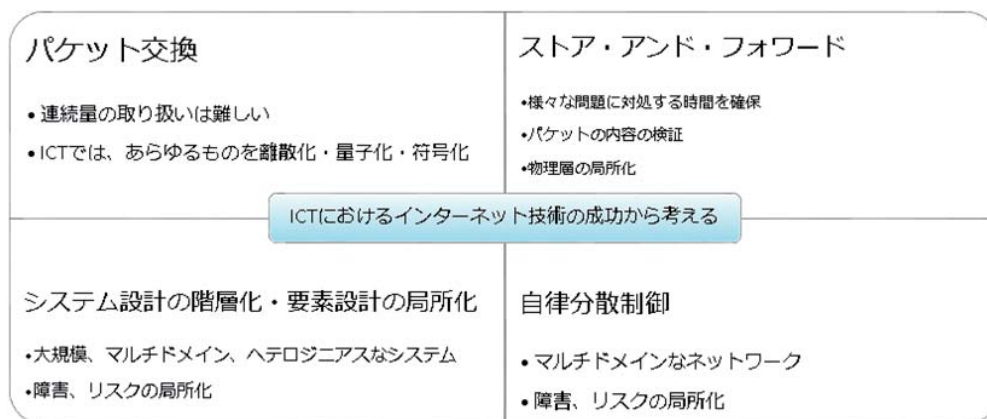 パケット交換
• 連続量の取り扱いは難しい
• ICTでは、あらゆるものを離散化・量子化・符号化
ストア・アンド・フォワード
•様々な問題に対処する時間を確保
•パケットの内容の検証
•物理層の局所化
ICTにおけるインターネット技術の成功から考える
システム設計の階層化・要素設計の局所化
•大規模、マルチドメイン、ヘテロジニアスなシステム
•障害、リスクの局所化
自律分散制御
• マルチドメインなネットワーク
• 障害、リスクの局所化